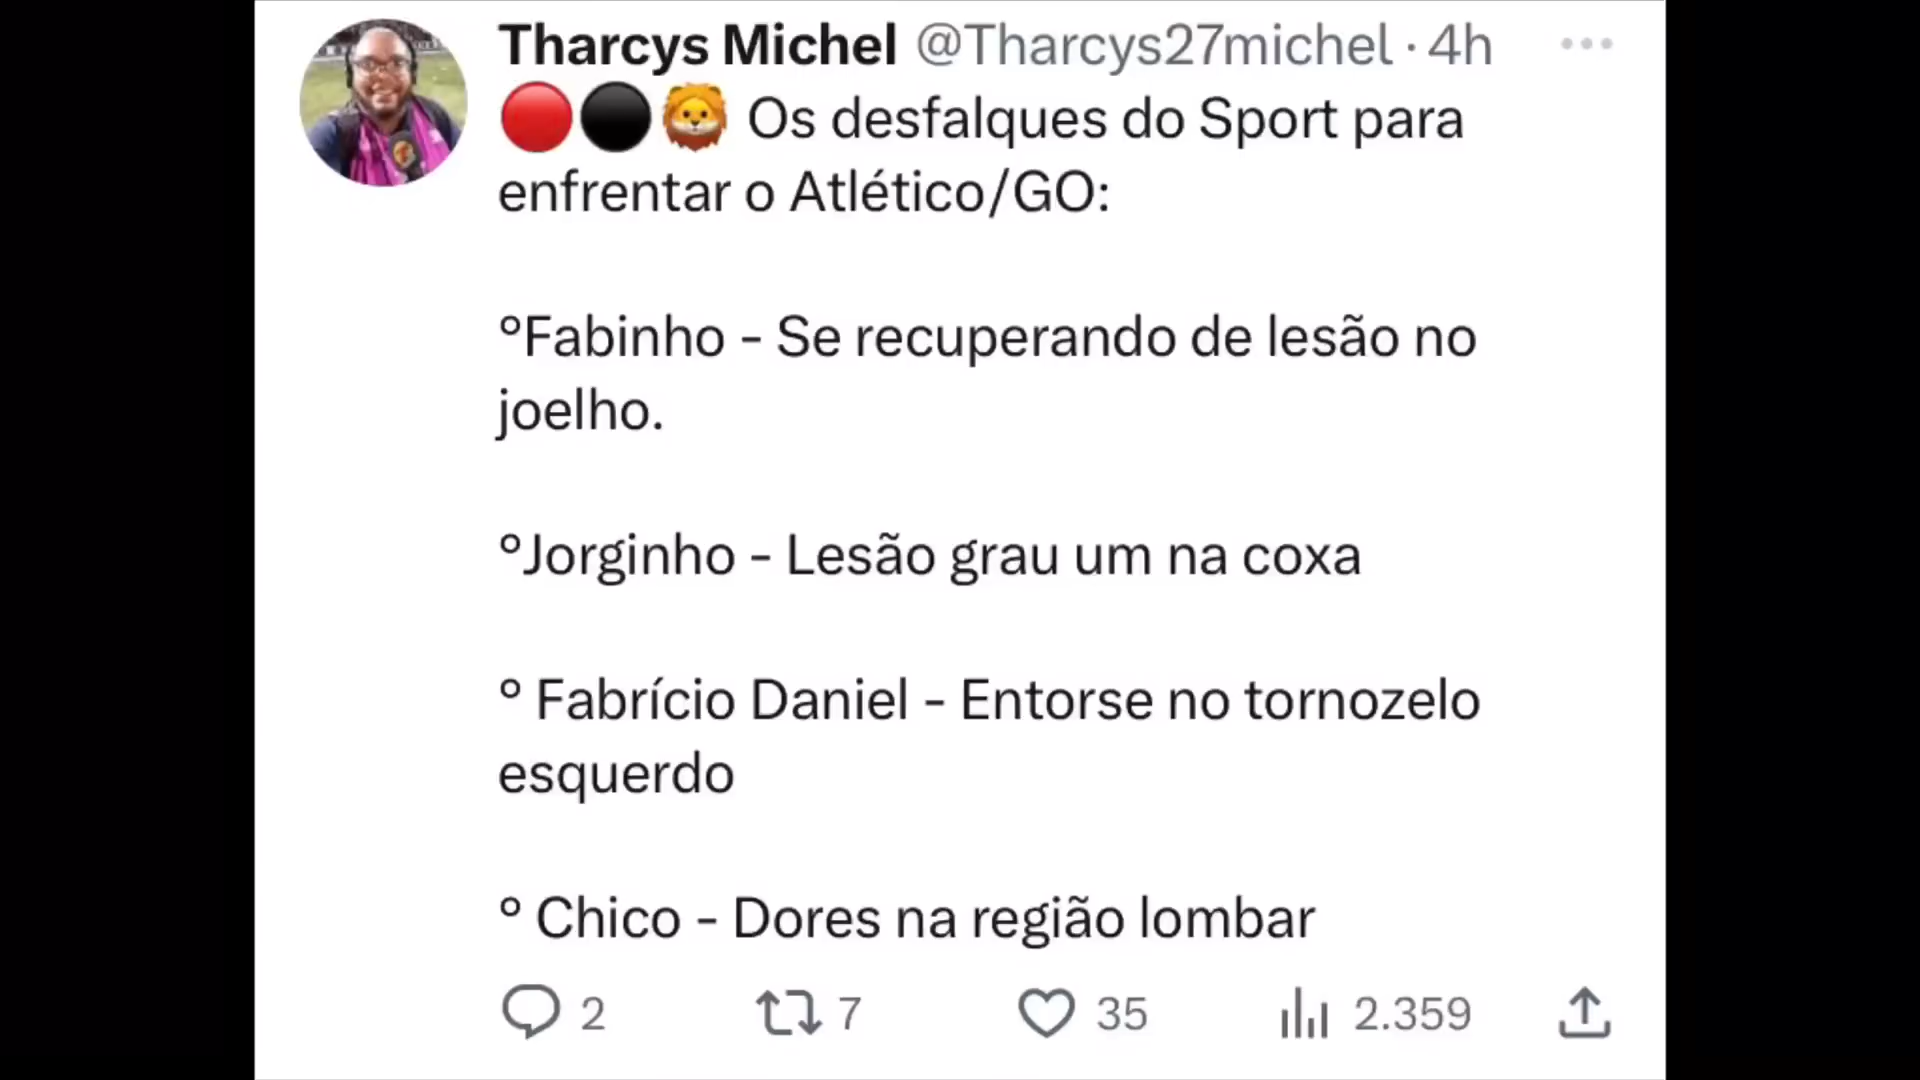 Tharcys Michel @Tharcys27michel · 4h
🔴⚫🦁 Os desfalques do Sport para
enfrentar o Atlético/GO:
°Fabinho - Se recuperando de lesão no
joelho.
°Jorginho - Lesão grau um na coxa
° Fabrício Daniel - Entorse no tornozelo
esquerdo
° Chico - Dores na região lombar
2 7 35 2.359